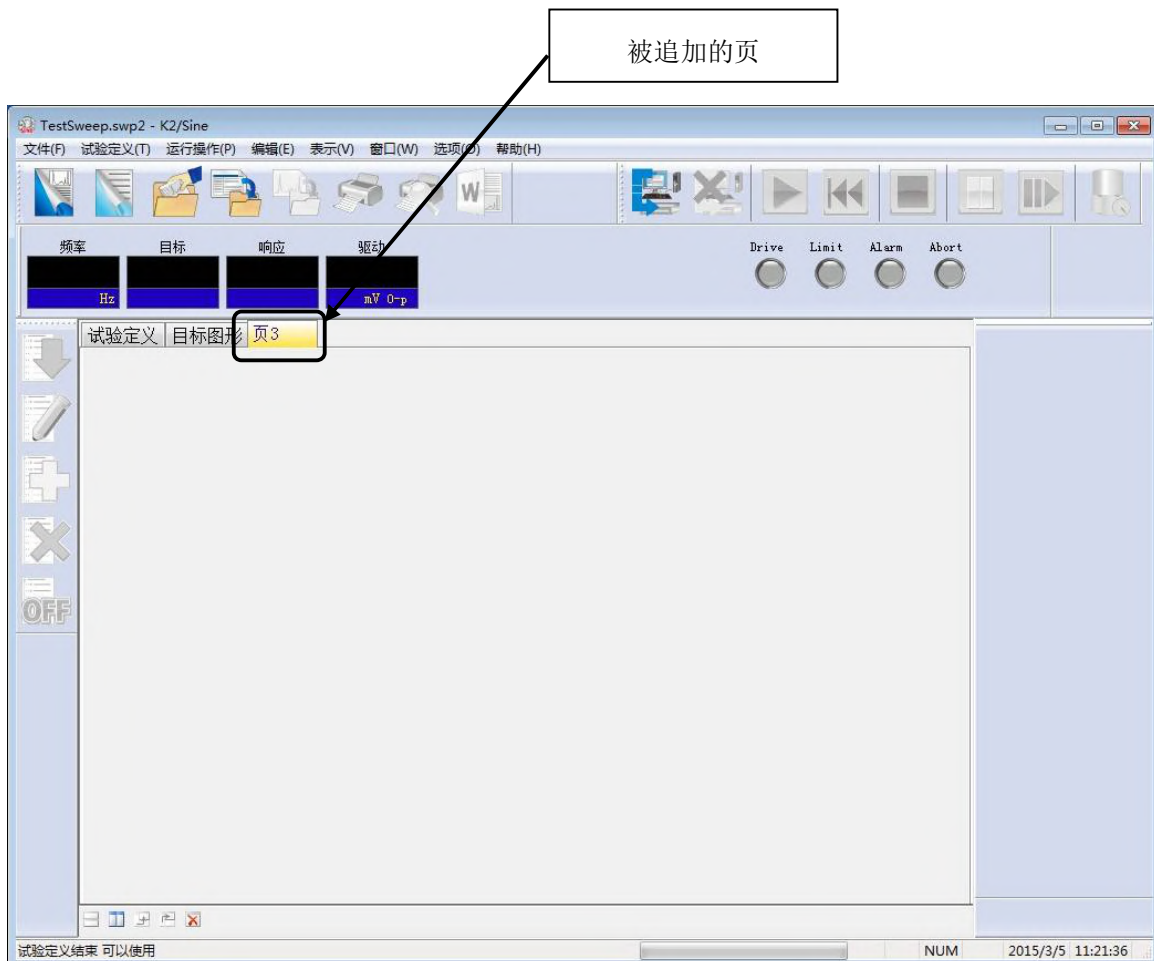 被追加的页
TestSweep.swp2 - K2/Sine
文件(F) 试验定义(T) 运行操作(P) 编辑(E) 表示(V) 窗口(W) 选项(O) 帮助(H)
频率 目标 响应 驱动 Drive Limit Alarm Abort
Hz mV 0-p
试验定义 目标图形 页3
OFF
试验定义结束 可以使用 NUM 2015/3/5 11:21:36